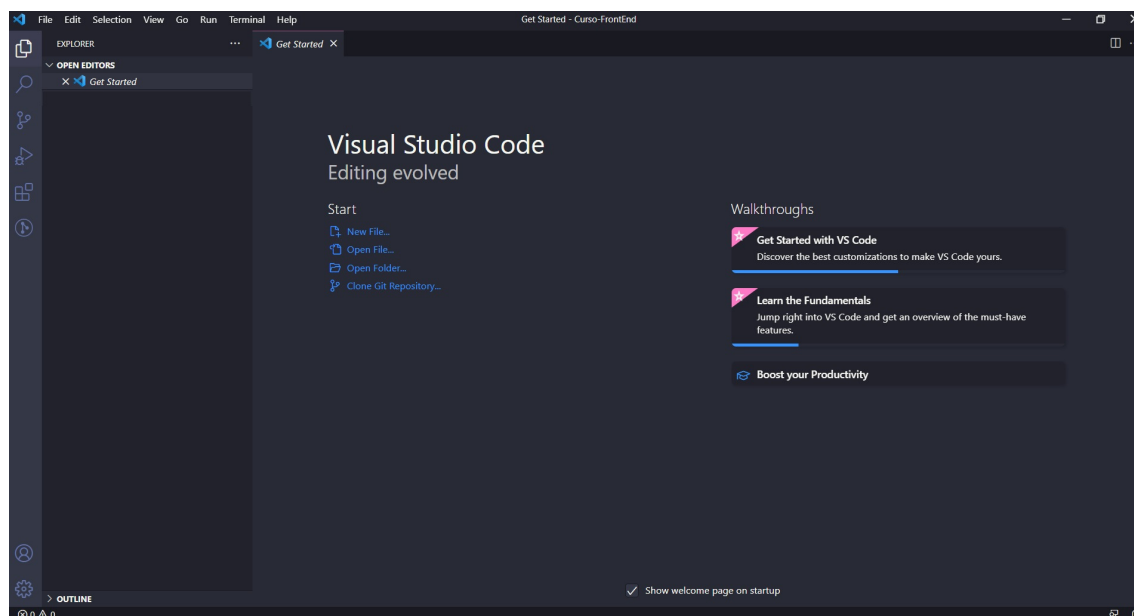 File Edit Selection View Go Run Terminal Help
Get Started - Curso-FrontEnd
EXPLORER
Get Started
OPEN EDITORS
Get Started
Visual Studio Code
Editing evolved
Start
New File...
Open File...
Open Folder...
Clone Git Repository...
Walkthroughs
Get Started with VS Code
Discover the best customizations to make VS Code yours.
Learn the Fundamentals
Jump right into VS Code and get an overview of the must-have
features.
Boost your Productivity
Show welcome page on startup
OUTLINE
0 0